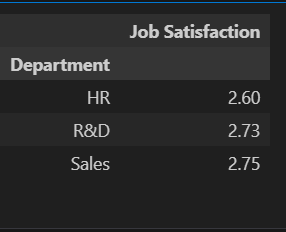 Job Satisfaction
Department
HR 2.60
R&D 2.73
Sales 2.75